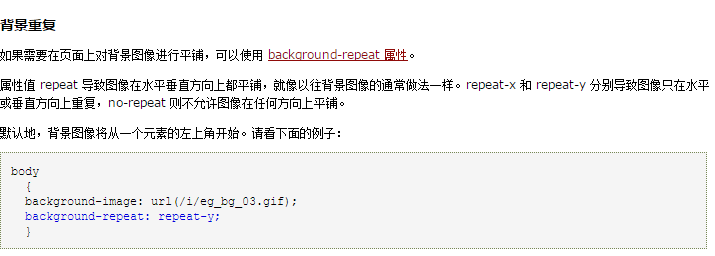 背景重复
如果需要在页面上对背景图像进行平铺，可以使用 background-repeat 属性。
属性值 repeat 导致图像在水平垂直方向上都平铺，就像以往背景图像的通常做法一样。repeat-x 和 repeat-y 分别导致图像只在水平
或垂直方向上重复，no-repeat 则不允许图像在任何方向上平铺。
默认地，背景图像将从一个元素的左上角开始。请看下面的例子：
body
  {
  background-image: url(/i/eg_bg_03.gif);
  background-repeat: repeat-y;
  }